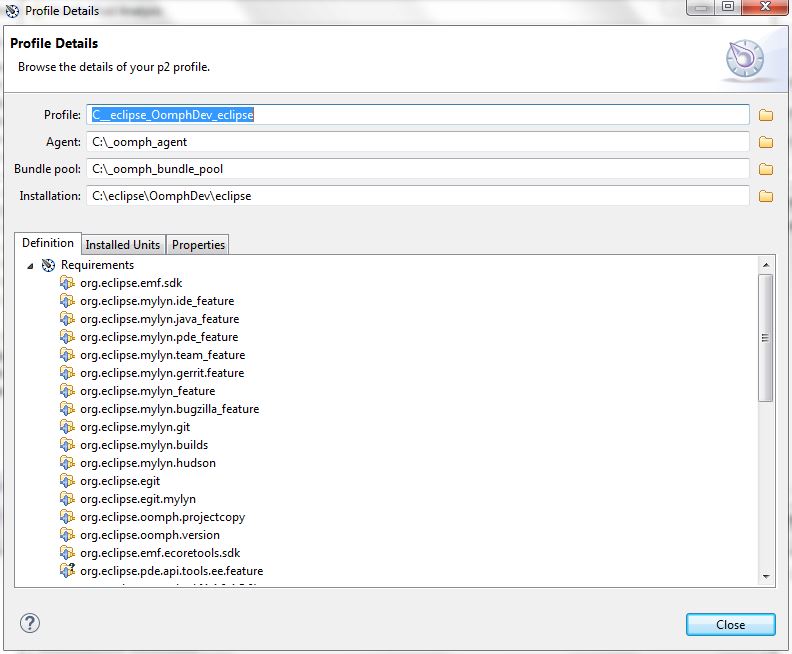 Profile Details
Profile Details
Browse the details of your p2 profile.
Profile: C__eclipse_OomphDev_eclipse
Agent: C:\_oomph_agent
Bundle pool: C:\_oomph_bundle_pool
Installation: C:\eclipse\OomphDev\eclipse
Definition Installed Units Properties
Requirements
org.eclipse.emf.sdk
org.eclipse.mylyn.ide_feature
org.eclipse.mylyn.java_feature
org.eclipse.mylyn.pde_feature
org.eclipse.mylyn.team_feature
org.eclipse.mylyn.gerrit.feature
org.eclipse.mylyn_feature
org.eclipse.mylyn.bugzilla_feature
org.eclipse.mylyn.git
org.eclipse.mylyn.builds
org.eclipse.mylyn.hudson
org.eclipse.egit
org.eclipse.egit.mylyn
org.eclipse.oomph.projectcopy
org.eclipse.oomph.version
org.eclipse.emf.ecoretools.sdk
org.eclipse.pde.api.tools.ee.feature
Close